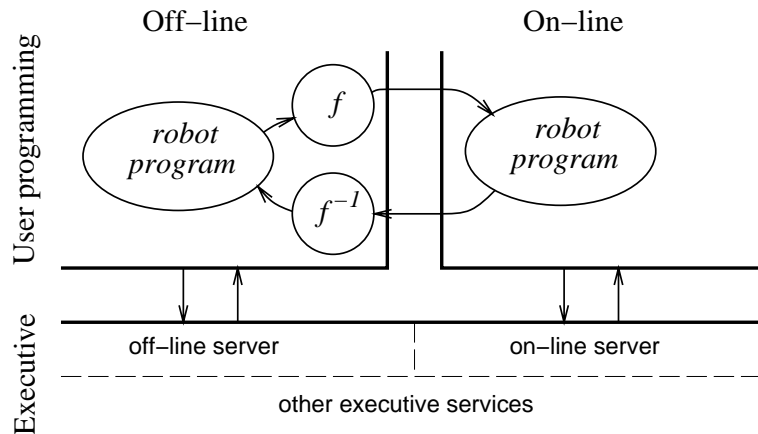 Off−line
On−line
User programming
f
robot
program
robot
program
f⁻¹
Executive
off−line server
on−line server
other executive services